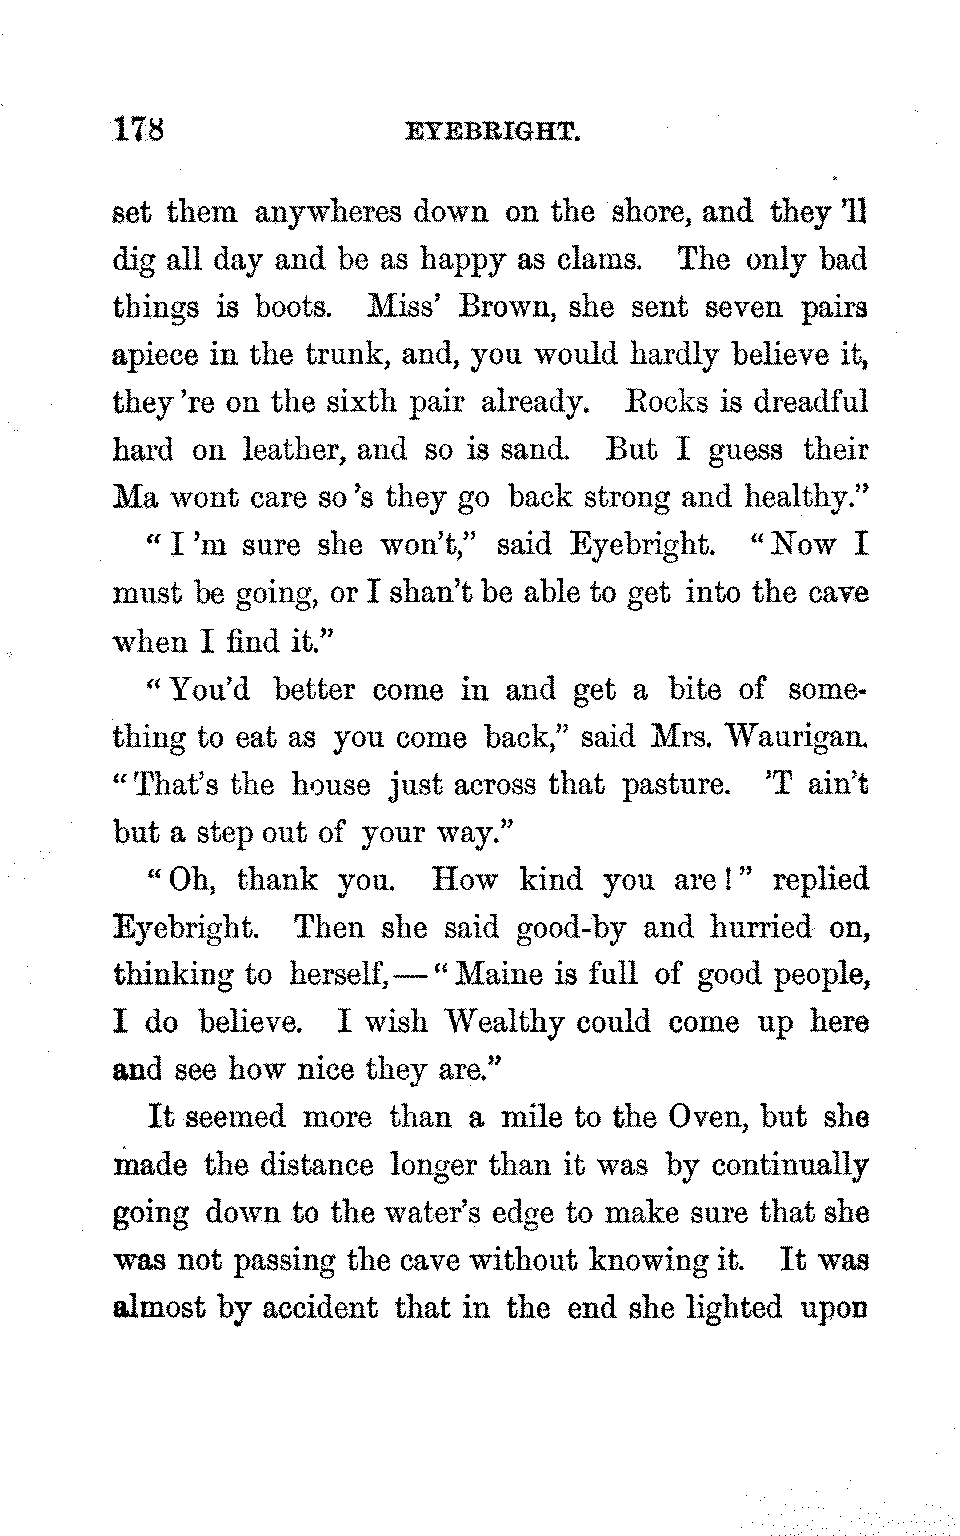 178 EYEBRIGHT.
set them anywheres down on the shore, and they 'll
dig all day and be as happy as clams. The only bad
things is boots. Miss' Brown, she sent seven pairs
apiece in the trunk, and, you would hardly believe it,
they 're on the sixth pair already. Rocks is dreadful
hard on leather, and so is sand. But I guess their
Ma wont care so 's they go back strong and healthy."
"I 'm sure she won't," said Eyebright. "Now I
must be going, or I shan't be able to get into the cave
when I find it."
"You'd better come in and get a bite of some-
thing to eat as you come back," said Mrs. Waurigan.
"That's the house just across that pasture. 'T ain't
but a step out of your way."
"Oh, thank you. How kind you are!" replied
Eyebright. Then she said good-by and hurried on,
thinking to herself,—"Maine is full of good people,
I do believe. I wish Wealthy could come up here
and see how nice they are."
It seemed more than a mile to the Oven, but she
made the distance longer than it was by continually
going down to the water's edge to make sure that she
was not passing the cave without knowing it. It was
almost by accident that in the end she lighted upon